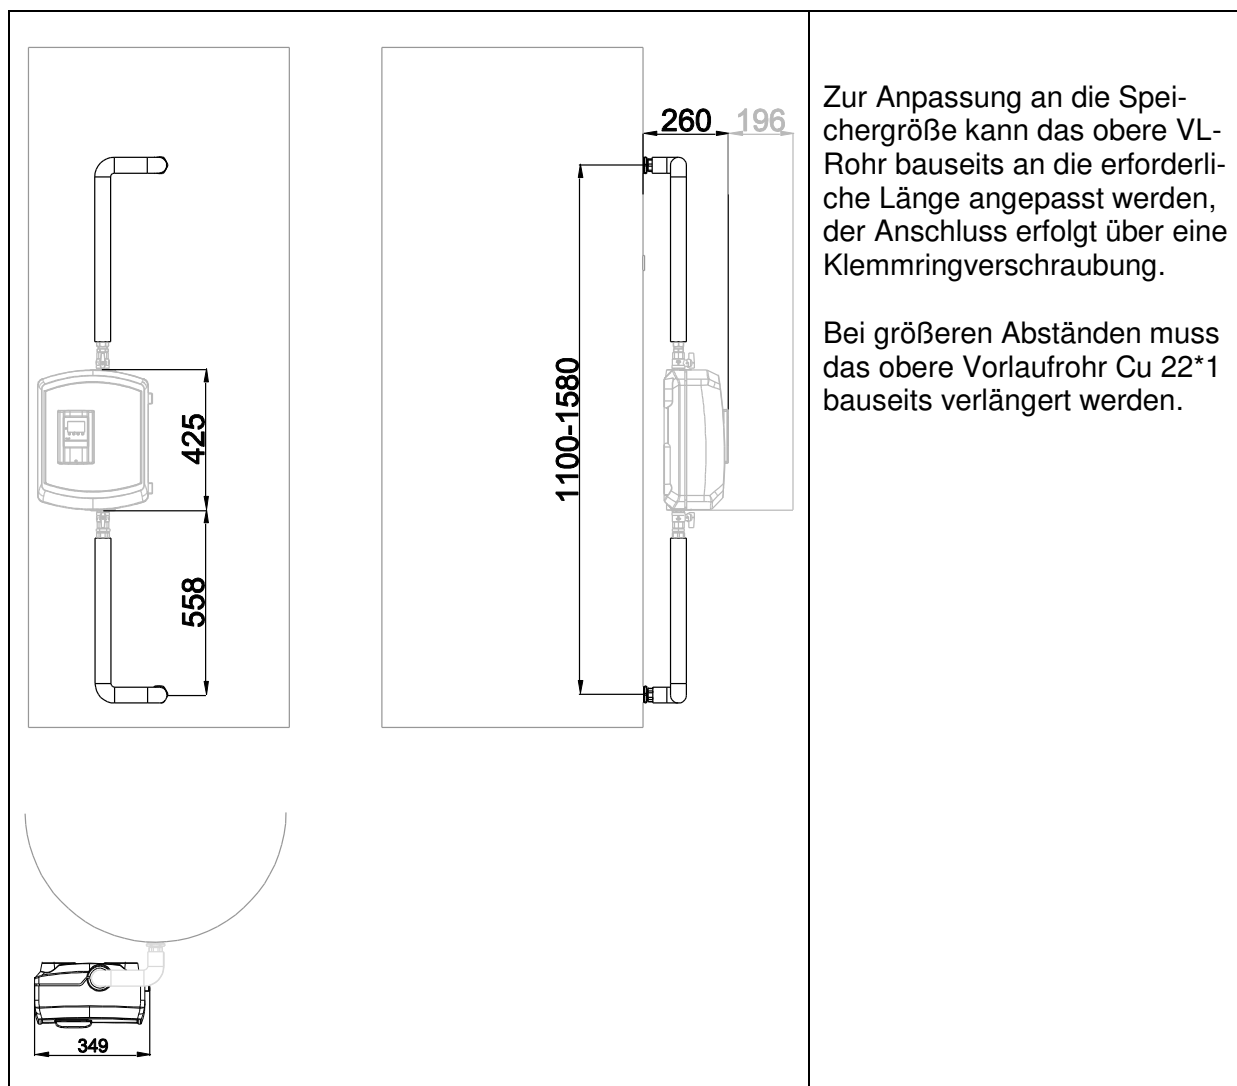 260 196
1100-1580
425
558
349
Zur Anpassung an die Spei-
chergröße kann das obere VL-
Rohr bauseits an die erforderli-
che Länge angepasst werden,
der Anschluss erfolgt über eine
Klemmringverschraubung.
Bei größeren Abständen muss
das obere Vorlaufrohr Cu 22*1
bauseits verlängert werden.